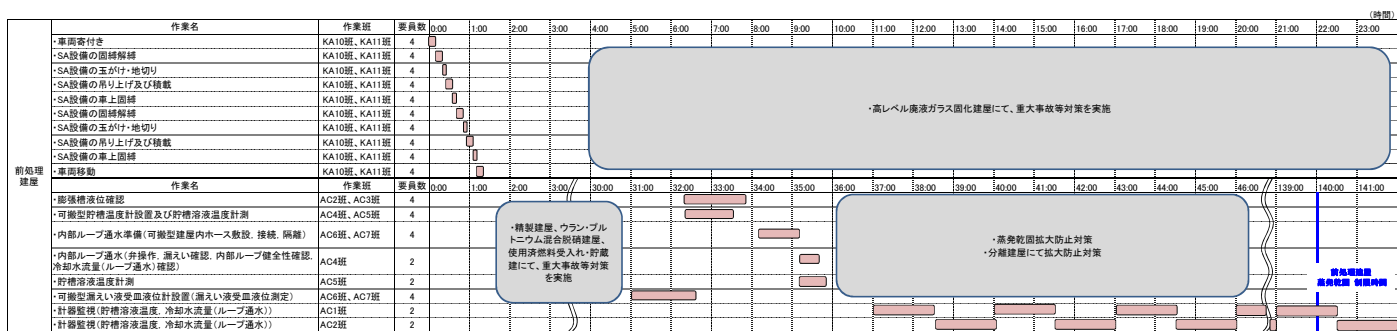 (時間)
作業名 作業班 要員数 0:00 1:00 2:00 3:00 4:00 5:00 6:00 7:00 8:00 9:00 10:00 11:00 12:00 13:00 14:00 15:00 16:00 17:00 18:00 19:00 20:00 21:00 22:00 23:00
前処理
建屋
・車両寄付き KA10班、KA11班 4
・SA設備の固縛解縛 KA10班、KA11班 4
・SA設備の玉がけ・地切り KA10班、KA11班 4
・SA設備の吊り上げ及び積載 KA10班、KA11班 4
・SA設備の車上固縛 KA10班、KA11班 4
・SA設備の固縛解縛 KA10班、KA11班 4
・SA設備の玉がけ・地切り KA10班、KA11班 4
・SA設備の吊り上げ及び積載 KA10班、KA11班 4
・SA設備の車上固縛 KA10班、KA11班 4
・車両移動 KA10班、KA11班 4
・高レベル廃液ガラス固化建屋にて、重大事故等対策を実施
作業名 作業班 要員数 0:00 1:00 2:00 3:00 30:00 31:00 32:00 33:00 34:00 35:00 36:00 37:00 38:00 39:00 40:00 41:00 42:00 43:00 44:00 45:00 46:00 139:00 140:00 141:00
・膨張槽液位確認 AC2班、AC3班 4
・可搬型貯槽温度計設置及び貯槽溶液温度計測 AC4班、AC5班 4
・内部ループ通水準備(可搬型建屋内ホース敷設，接続，隔離) AC6班、AC7班 4
・内部ループ通水(弁操作，漏えい確認，内部ループ健全性確認，
冷却水流量(ループ通水)確認) AC4班 2
・貯槽溶液温度計測 AC5班 2
・可搬型漏えい液受皿液位計設置(漏えい液受皿液位測定) AC6班、AC7班 4
・計器監視(貯槽溶液温度，冷却水流量(ループ通水)) AC1班 2
・計器監視(貯槽溶液温度，冷却水流量(ループ通水)) AC2班 2
・精製建屋、ウラン・プル
トニウム混合脱硝建屋、
使用済燃料受入れ・貯蔵
建にて、重大事故等対策
を実施
・蒸発乾固拡大防止対策
・分離建屋にて拡大防止対策
前処理建屋
蒸発乾固 制限時間